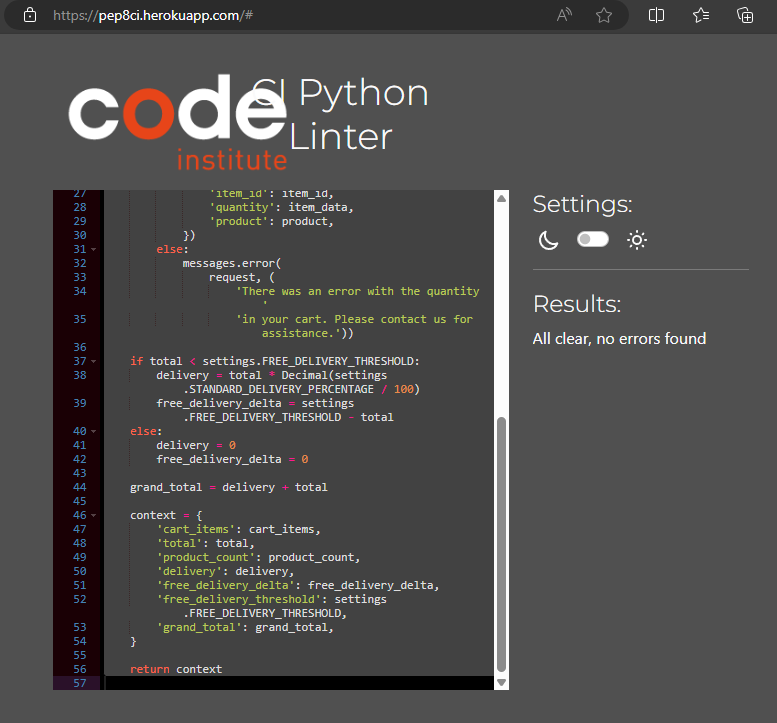 https://pep8ci.herokuapp.com/#
code
institute
CI Python
Linter
27 'item_id': item_id,
28 'quantity': item_data,
29 'product': product,
30 })
31 else:
32 messages.error(
33 request, (
34 'There was an error with the quantity
'
35 'in your cart. Please contact us for
assistance.'))
36
37 if total < settings.FREE_DELIVERY_THRESHOLD:
38 delivery = total * Decimal(settings
.STANDARD_DELIVERY_PERCENTAGE / 100)
39 free_delivery_delta = settings
.FREE_DELIVERY_THRESHOLD - total
40 else:
41 delivery = 0
42 free_delivery_delta = 0
43
44 grand_total = delivery + total
45
46 context = {
47 'cart_items': cart_items,
48 'total': total,
49 'product_count': product_count,
50 'delivery': delivery,
51 'free_delivery_delta': free_delivery_delta,
52 'free_delivery_threshold': settings
.FREE_DELIVERY_THRESHOLD,
53 'grand_total': grand_total,
54 }
55
56 return context
57
Settings:
Results:
All clear, no errors found